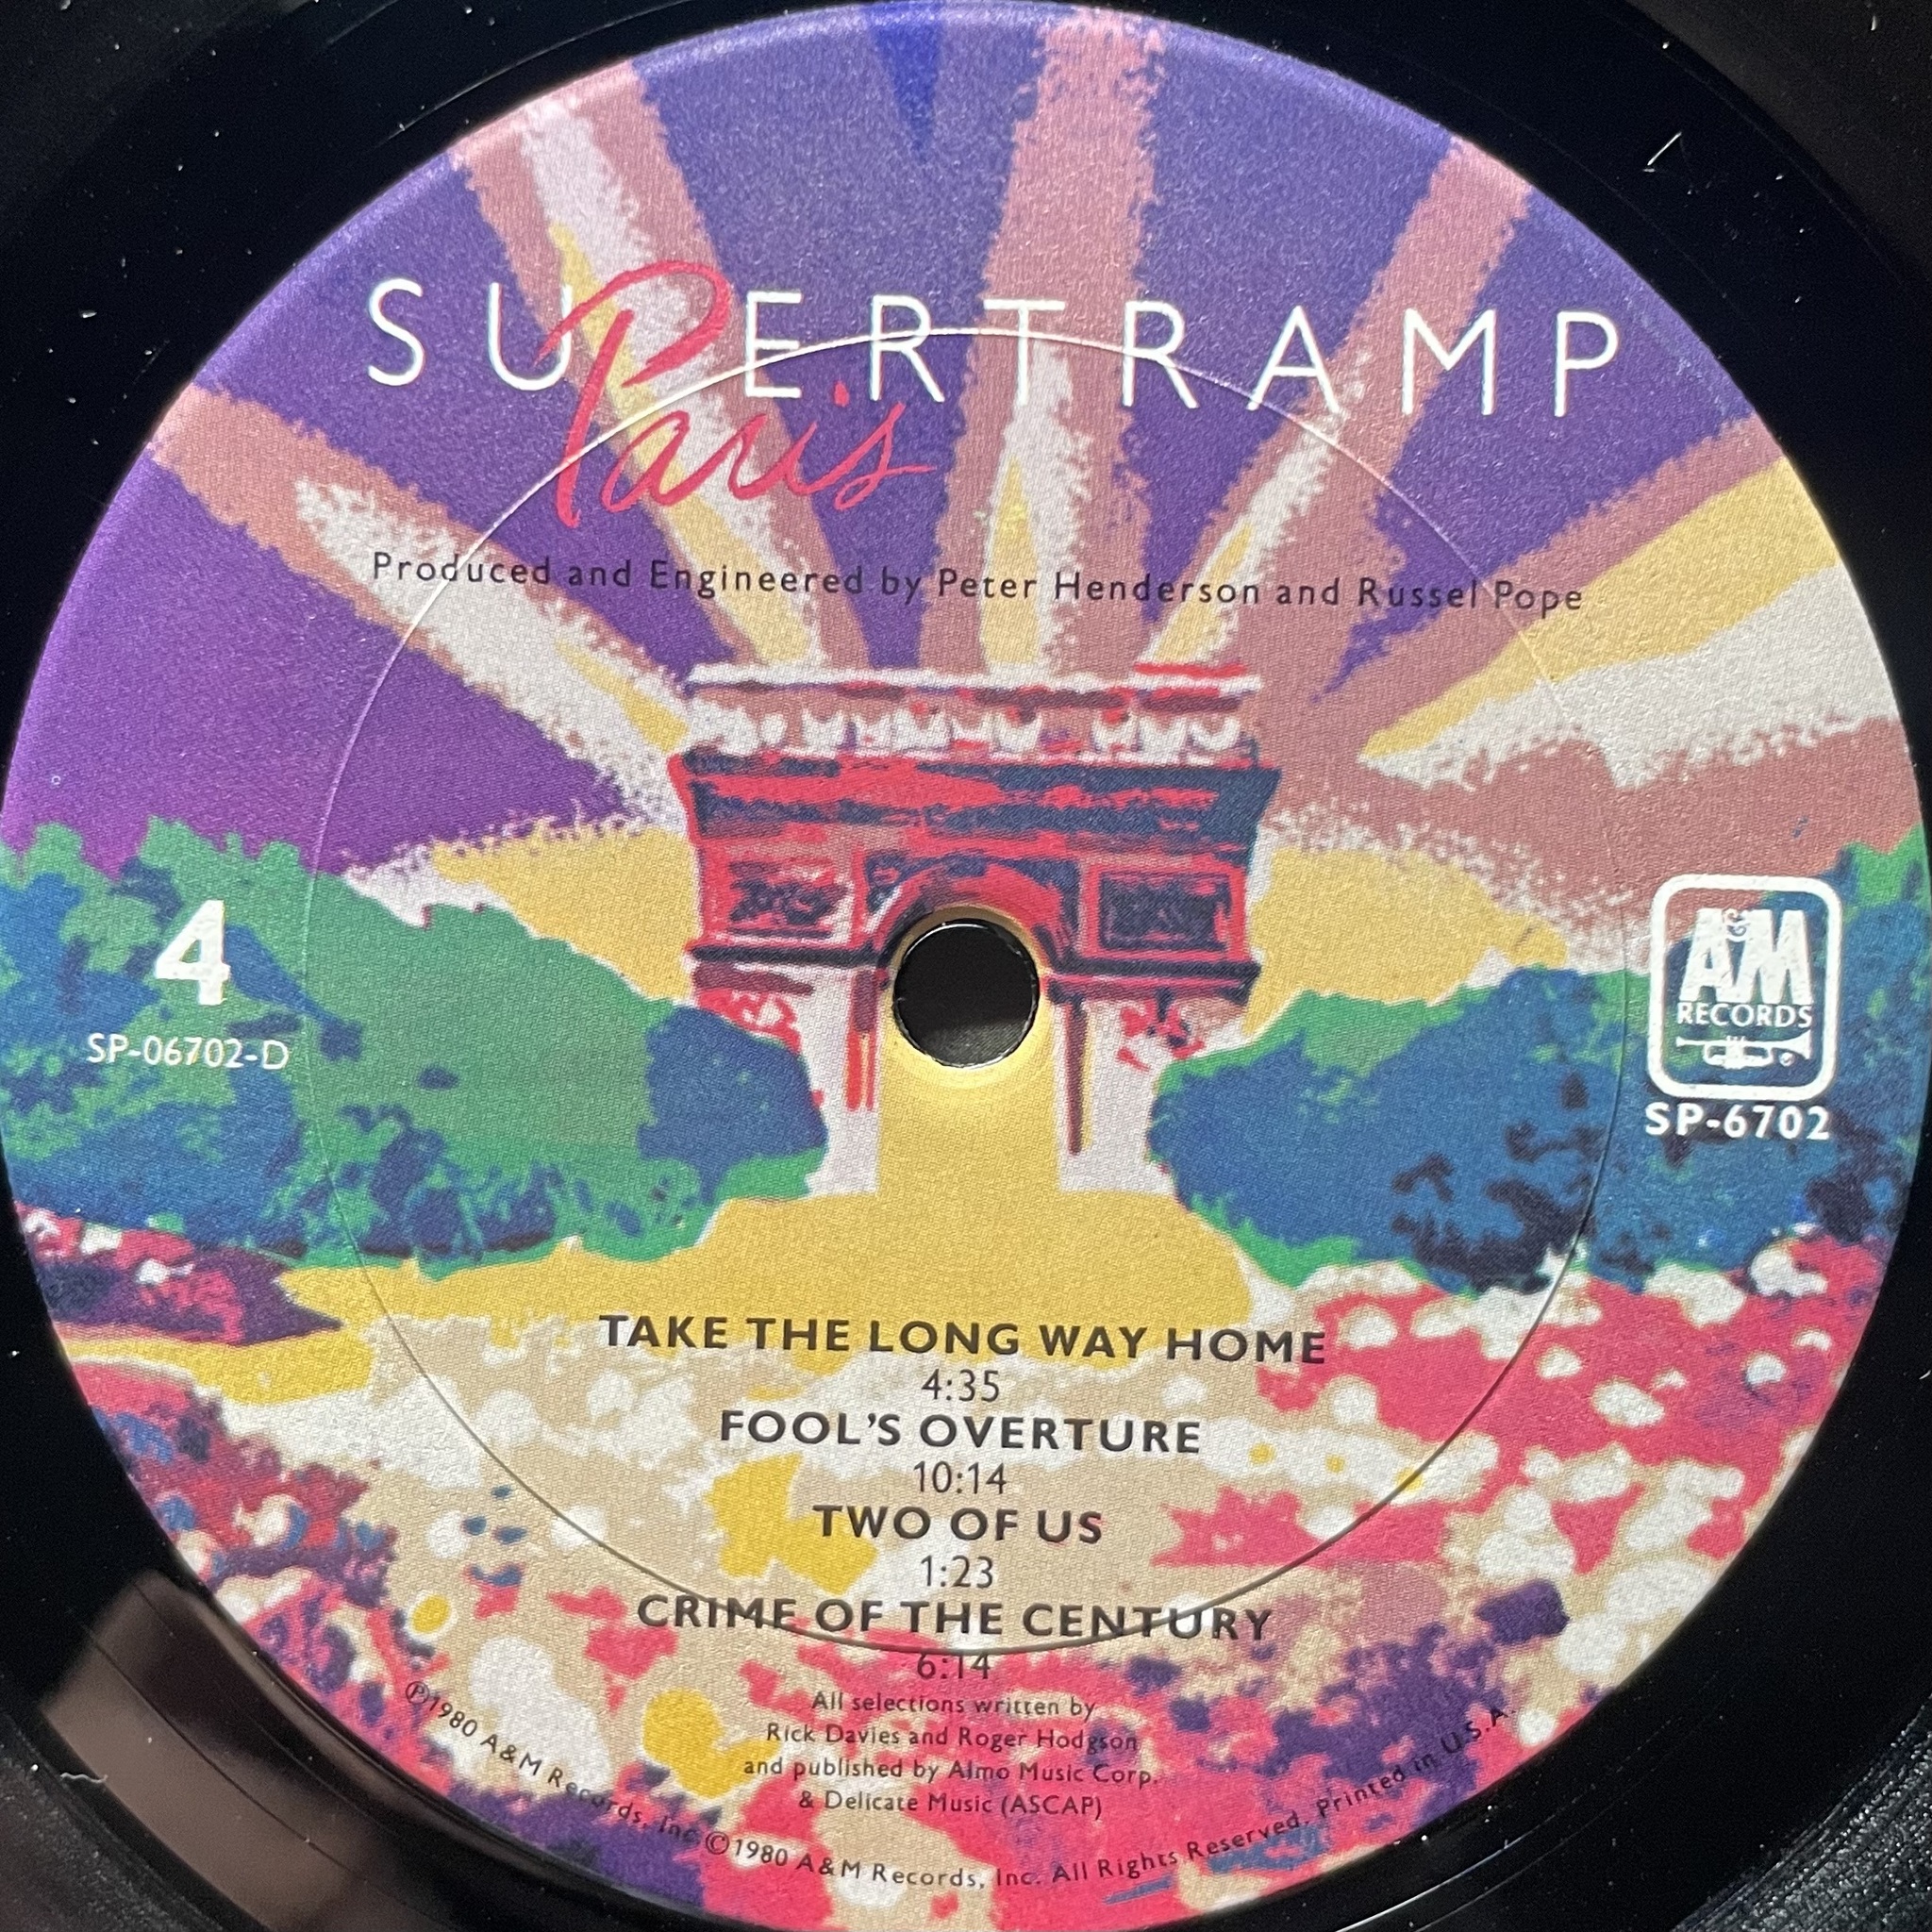 SUPERTRAMP
Paris
Produced and Engineered by Peter Henderson and Russel Pope
4
SP-06702-D
A&M
RECORDS
SP-6702
TAKE THE LONG WAY HOME
4:35
FOOL'S OVERTURE
10:14
TWO OF US
1:23
CRIME OF THE CENTURY
6:14
All selections written by
Rick Davies and Roger Hodgson
and published by Almo Music Corp.
& Delicate Music (ASCAP)
℗1980 A&M Records, Inc. ©1980 A&M Records, Inc. All Rights Reserved. Printed in U.S.A.